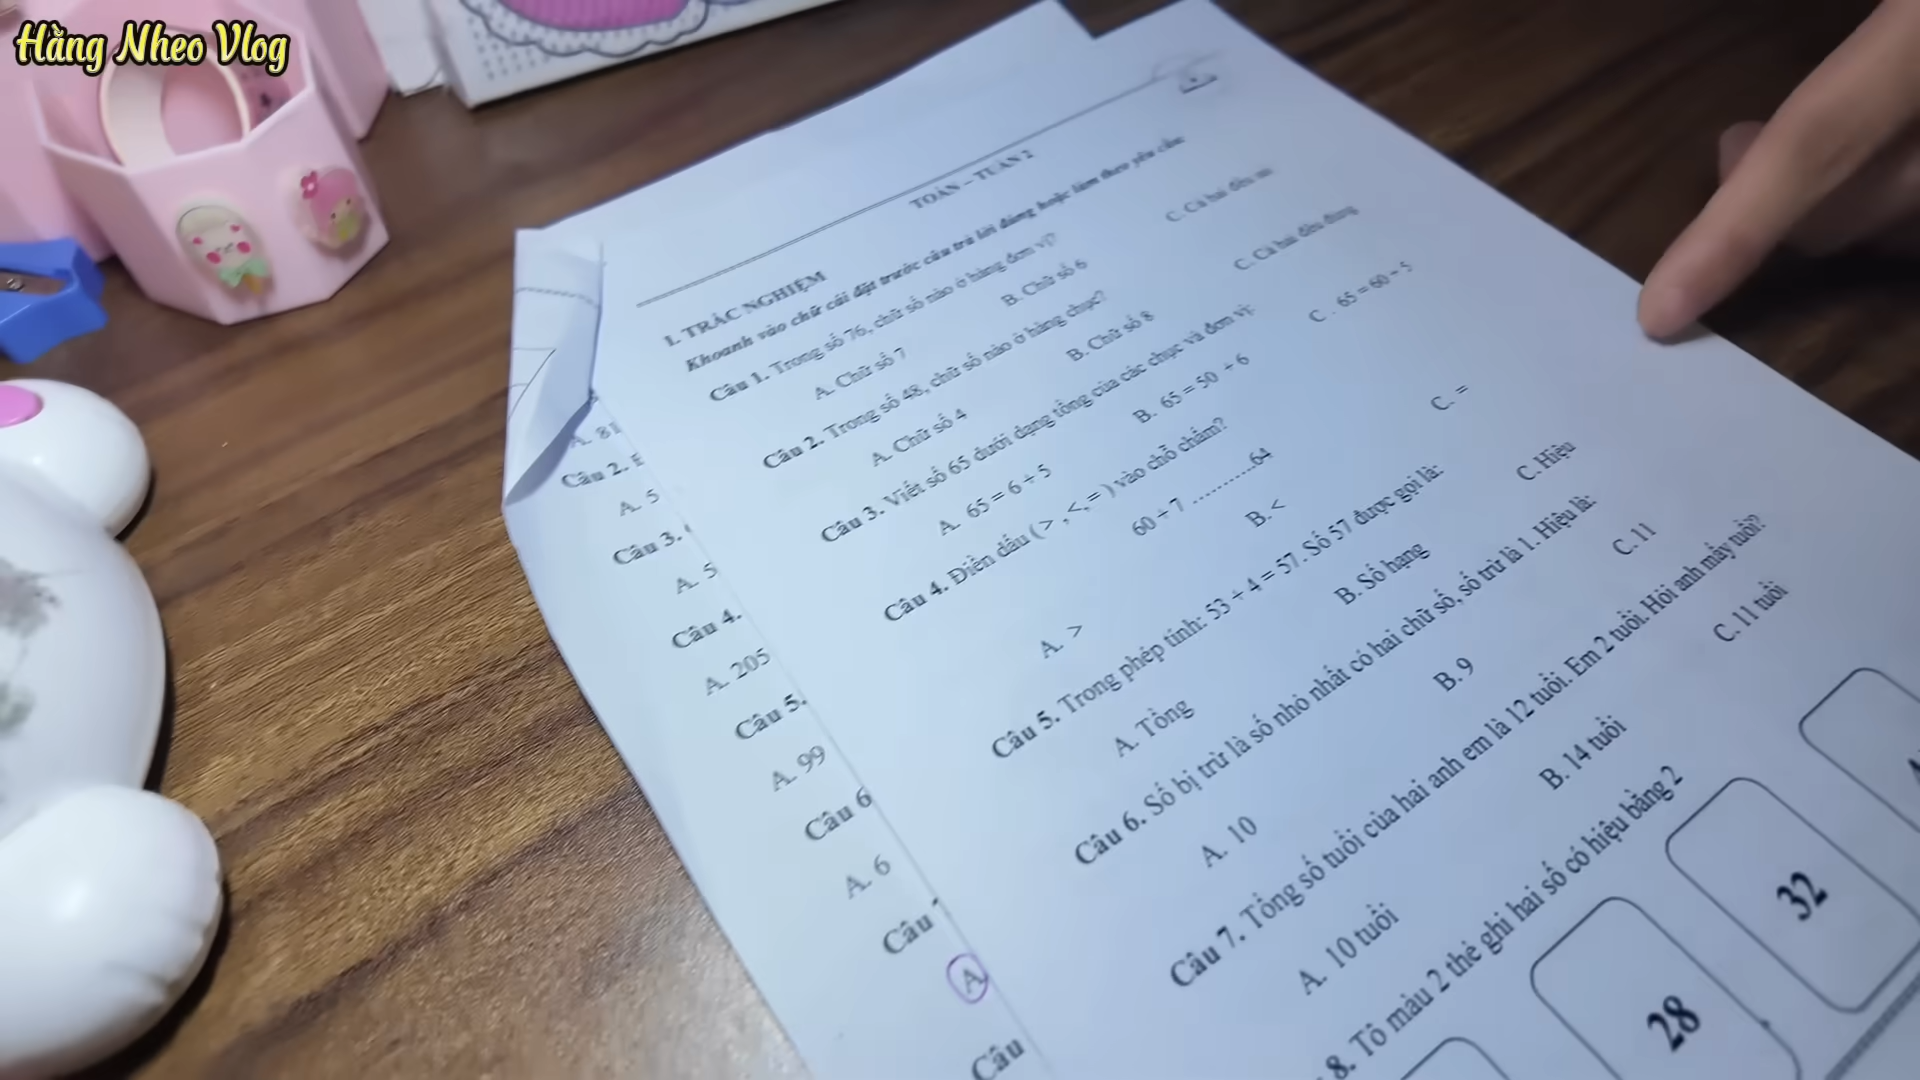 Hằng Nheo Vlog
TOÁN – TUẦN 2
I. TRẮC NGHIỆM
Khoanh vào chữ cái đặt trước câu trả lời đúng hoặc làm theo yêu cầu
Câu 1. Trong số 76, chữ số nào ở hàng đơn vị?
A. Chữ số 7 B. Chữ số 6 C. Cả hai đều sai
Câu 2. Trong số 48, chữ số nào ở hàng chục?
A. Chữ số 4 B. Chữ số 8 C. Cả hai đều đúng
Câu 3. Viết số 65 dưới dạng tổng của các chục và đơn vị:
A. 65 = 6 + 5 B. 65 = 50 + 6 C. 65 = 60 + 5
Câu 4. Điền dấu ( > , <, = ) vào chỗ chấm?
60 + 7 ...........64
A. > B. < C. =
Câu 5. Trong phép tính: 53 + 4 = 57. Số 57 được gọi là:
A. Tổng B. Số hạng C. Hiệu
Câu 6. Số bị trừ là số nhỏ nhất có hai chữ số, số trừ là 1. Hiệu là:
A. 10 B. 9 C. 11
Câu 7. Tổng số tuổi của hai anh em là 12 tuổi. Em 2 tuổi. Hỏi anh mấy tuổi?
A. 10 tuổi B. 14 tuổi C. 11 tuổi
8. Tô màu 2 thẻ ghi hai số có hiệu bằng 2
28 32
A. 81
Câu 2.
A. 5
Câu 3.
A. 5
Câu 4.
A. 205
Câu 5.
A. 99
Câu 6
A. 6
Câu
A
Câu